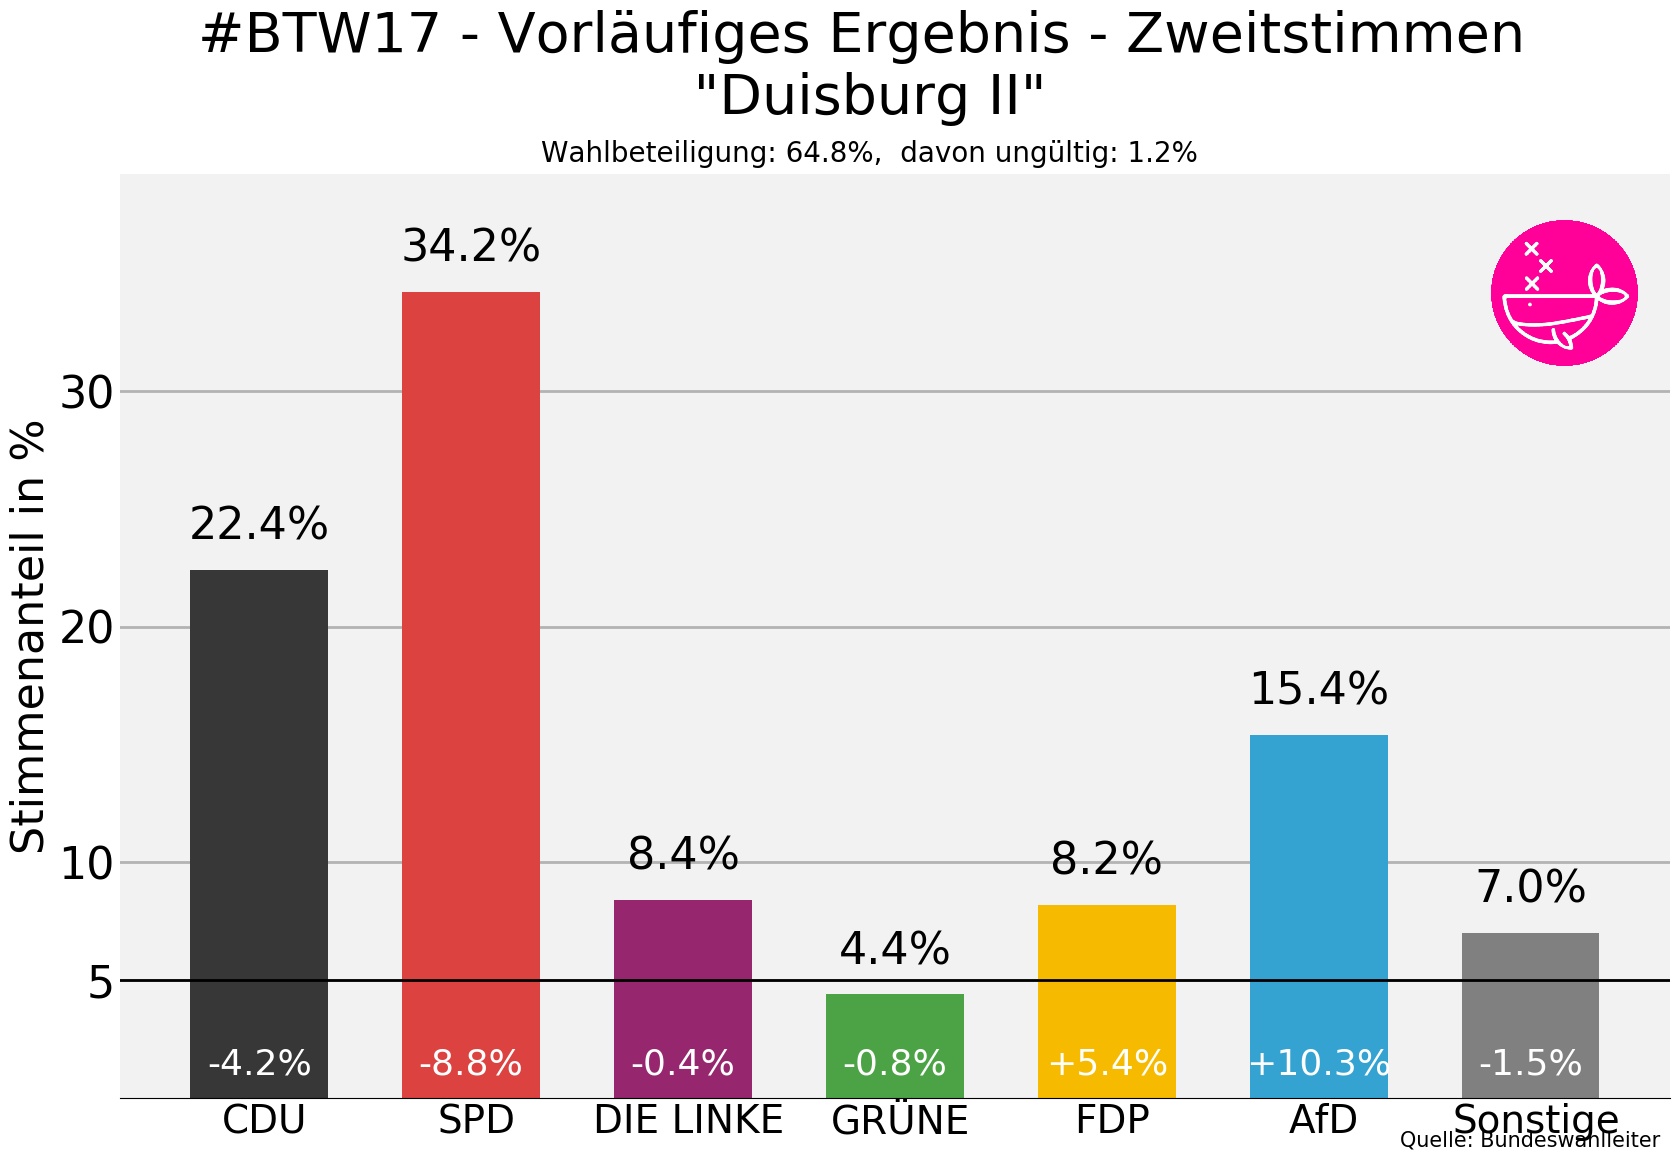 #BTW17 - Vorläufiges Ergebnis - Zweitstimmen
"Duisburg II"
Wahlbeteiligung: 64.8%,  davon ungültig: 1.2%
Stimmenanteil in %
30
20
10
5
22.4%
34.2%
8.4%
4.4%
8.2%
15.4%
7.0%
-4.2%
-8.8%
-0.4%
-0.8%
+5.4%
+10.3%
-1.5%
CDU
SPD
DIE LINKE
GRÜNE
FDP
AfD
Sonstige
Quelle: Bundeswahlleiter